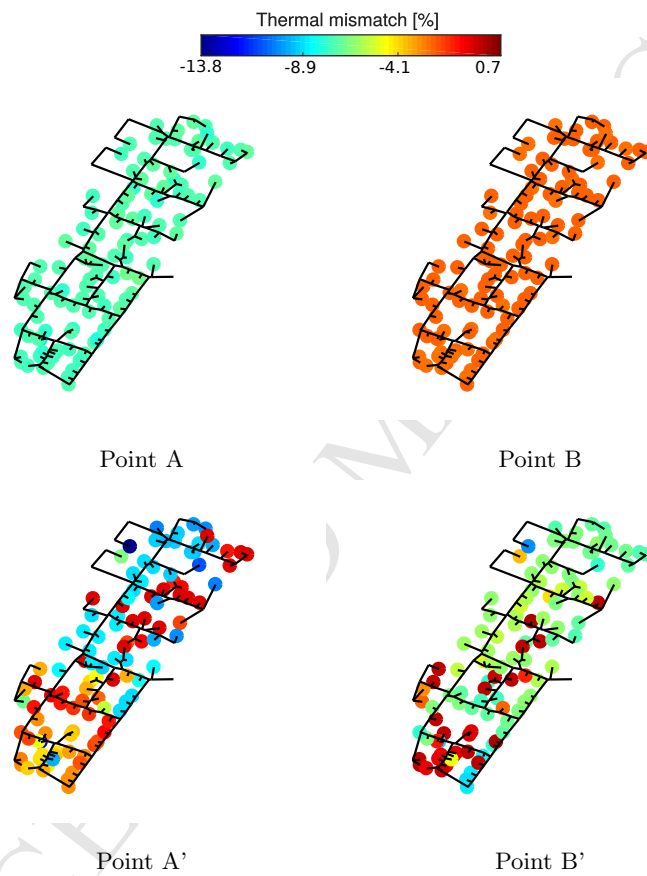 Thermal mismatch [%]
-13.8 -8.9 -4.1 0.7
Point A Point B
Point A' Point B'